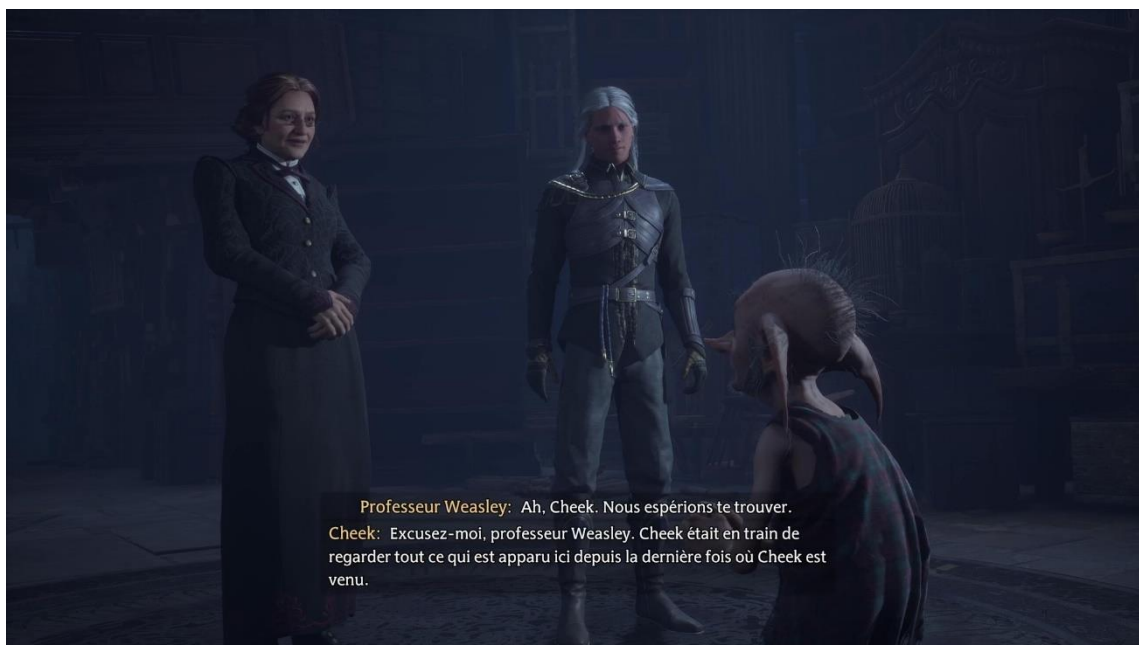 Professeur Weasley: Ah, Cheek. Nous espérions te trouver.
Cheek: Excusez-moi, professeur Weasley. Cheek était en train de
regarder tout ce qui est apparu ici depuis la dernière fois où Cheek est
venu.